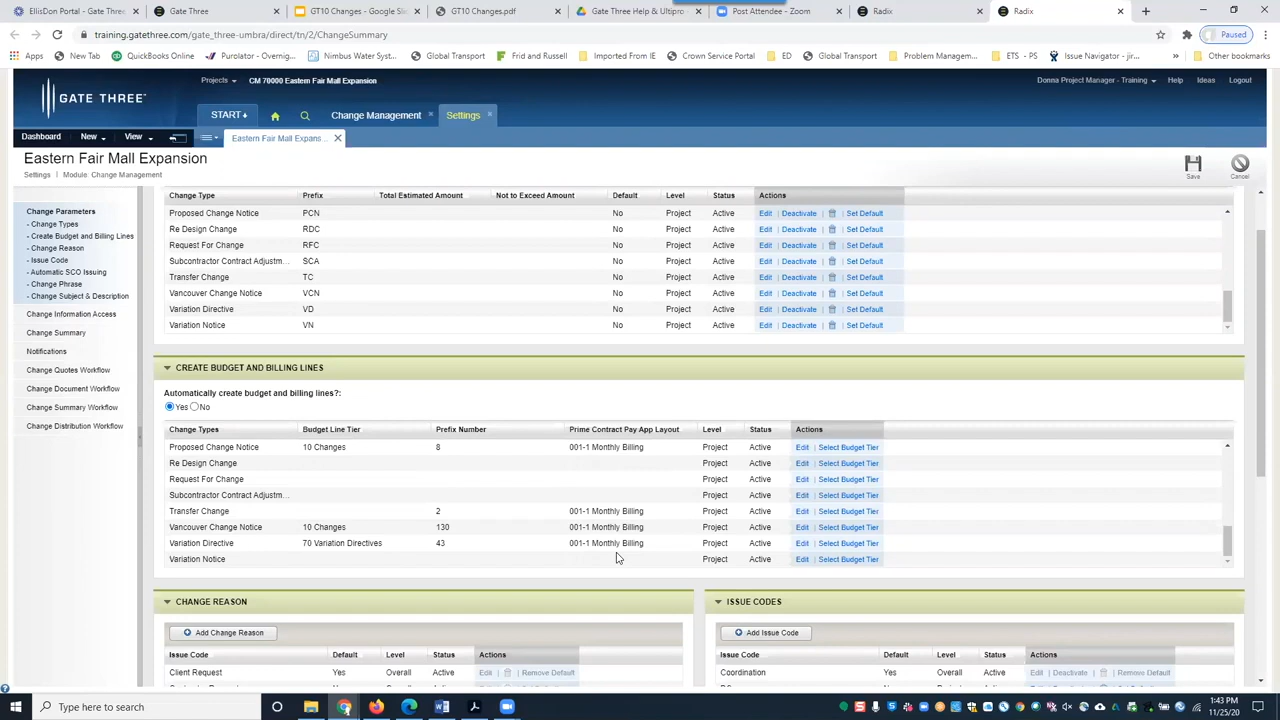 EllisDon GT10 Directory
GT10 Changes - Google Sli
GT10 Changes.pdf
Gate Three Help & Ultipro
Post Attendee - Zoom
Radix
Radix
training.gatethree.com/gate_three-umbra/direct/tn/2/ChangeSummary
Paused
Apps
New Tab
QuickBooks Online
Purolator - Overnig...
Nimbus Water Syste...
Global Transport
Frid and Russell
Imported From IE
Crown Service Portal
ED
Problem Managem...
ETS - PS
Issue Navigator - jir...
Other bookmarks
GATE THREE
Projects
CM 70000 Eastern Fair Mall Expansion
Donna Project Manager - Training
Help
Ideas
Logout
START
Change Management
Settings
Dashboard
New
View
Eastern Fair Mall Expans...
Eastern Fair Mall Expansion
Settings | Module: Change Management
Save
Cancel
Change Parameters
- Change Types
- Create Budget and Billing Lines
- Change Reason
- Issue Code
- Automatic SCO Issuing
- Change Phrase
- Change Subject & Description
Change Information Access
Change Summary
Notifications
Change Quotes Workflow
Change Document Workflow
Change Summary Workflow
Change Distribution Workflow
Change Type Prefix Total Estimated Amount Not to Exceed Amount Default Level Status Actions
Proposed Change Notice PCN No Project Active Edit | Deactivate | | Set Default
Re Design Change RDC No Project Active Edit | Deactivate | | Set Default
Request For Change RFC No Project Active Edit | Deactivate | | Set Default
Subcontractor Contract Adjustm... SCA No Project Active Edit | Deactivate | | Set Default
Transfer Change TC No Project Active Edit | Deactivate | | Set Default
Vancouver Change Notice VCN No Project Active Edit | Deactivate | | Set Default
Variation Directive VD No Project Active Edit | Deactivate | | Set Default
Variation Notice VN No Project Active Edit | Deactivate | | Set Default
CREATE BUDGET AND BILLING LINES
Automatically create budget and billing lines?:
Yes No
Change Types Budget Line Tier Prefix Number Prime Contract Pay App Layout Level Status Actions
Proposed Change Notice 10 Changes 8 001-1 Monthly Billing Project Active Edit | Select Budget Tier
Re Design Change Project Active Edit | Select Budget Tier
Request For Change Project Active Edit | Select Budget Tier
Subcontractor Contract Adjustm... Project Active Edit | Select Budget Tier
Transfer Change 2 001-1 Monthly Billing Project Active Edit | Select Budget Tier
Vancouver Change Notice 10 Changes 130 001-1 Monthly Billing Project Active Edit | Select Budget Tier
Variation Directive 70 Variation Directives 43 001-1 Monthly Billing Project Active Edit | Select Budget Tier
Variation Notice Project Active Edit | Select Budget Tier
CHANGE REASON
Add Change Reason
Issue Code Default Level Status Actions
Client Request Yes Overall Active Edit | | Remove Default
ISSUE CODES
Add Issue Code
Issue Code Default Level Status Actions
Coordination Yes Overall Active Edit | Deactivate | | Remove Default
Type here to search
1:43 PM
11/25/20